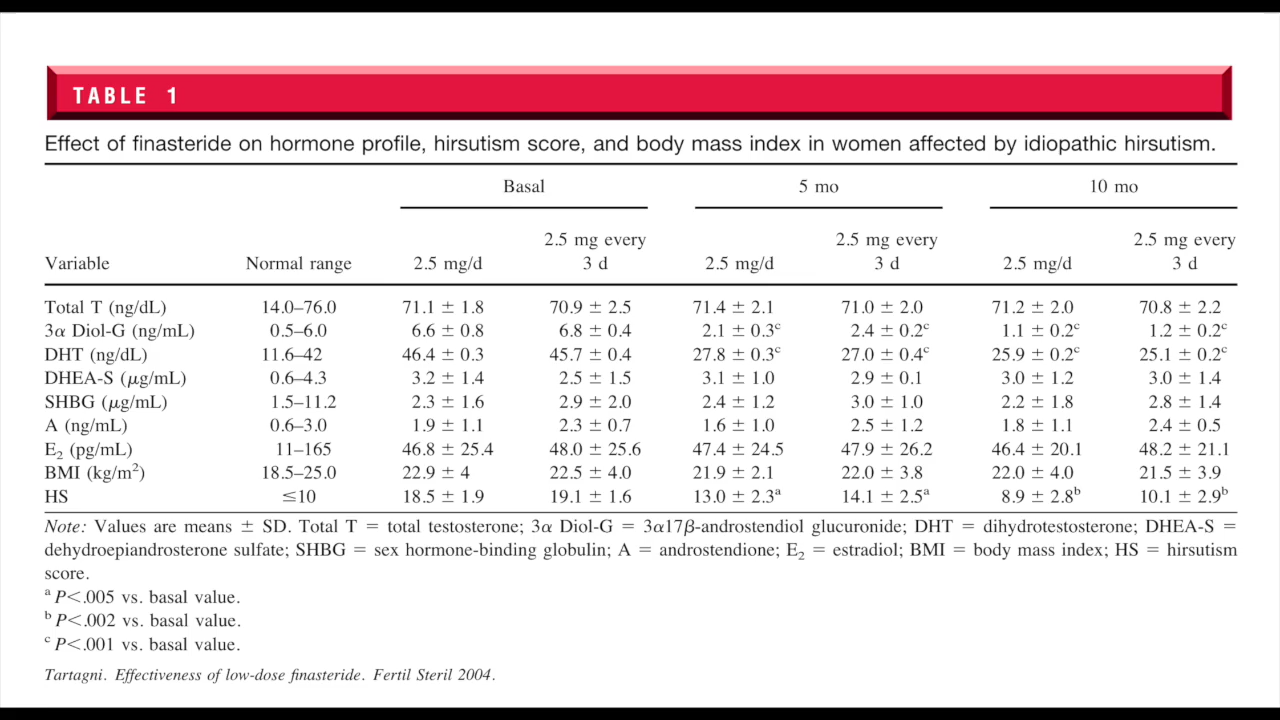 TABLE 1
Effect of finasteride on hormone profile, hirsutism score, and body mass index in women affected by idiopathic hirsutism.
Basal 5 mo 10 mo
2.5 mg every 2.5 mg every 2.5 mg every
Variable Normal range 2.5 mg/d 3 d 2.5 mg/d 3 d 2.5 mg/d 3 d
Total T (ng/dL) 14.0–76.0 71.1 ± 1.8 70.9 ± 2.5 71.4 ± 2.1 71.0 ± 2.0 71.2 ± 2.0 70.8 ± 2.2
3α Diol-G (ng/mL) 0.5–6.0 6.6 ± 0.8 6.8 ± 0.4 2.1 ± 0.3ᶜ 2.4 ± 0.2ᶜ 1.1 ± 0.2ᶜ 1.2 ± 0.2ᶜ
DHT (ng/dL) 11.6–42 46.4 ± 0.3 45.7 ± 0.4 27.8 ± 0.3ᶜ 27.0 ± 0.4ᶜ 25.9 ± 0.2ᶜ 25.1 ± 0.2ᶜ
DHEA-S (μg/mL) 0.6–4.3 3.2 ± 1.4 2.5 ± 1.5 3.1 ± 1.0 2.9 ± 0.1 3.0 ± 1.2 3.0 ± 1.4
SHBG (μg/mL) 1.5–11.2 2.3 ± 1.6 2.9 ± 2.0 2.4 ± 1.2 3.0 ± 1.0 2.2 ± 1.8 2.8 ± 1.4
A (ng/mL) 0.6–3.0 1.9 ± 1.1 2.3 ± 0.7 1.6 ± 1.0 2.5 ± 1.2 1.8 ± 1.1 2.4 ± 0.5
E₂ (pg/mL) 11–165 46.8 ± 25.4 48.0 ± 25.6 47.4 ± 24.5 47.9 ± 26.2 46.4 ± 20.1 48.2 ± 21.1
BMI (kg/m²) 18.5–25.0 22.9 ± 4 22.5 ± 4.0 21.9 ± 2.1 22.0 ± 3.8 22.0 ± 4.0 21.5 ± 3.9
HS ≤10 18.5 ± 1.9 19.1 ± 1.6 13.0 ± 2.3ᵃ 14.1 ± 2.5ᵃ 8.9 ± 2.8ᵇ 10.1 ± 2.9ᵇ
Note: Values are means ± SD. Total T = total testosterone; 3α Diol-G = 3α17β-androstendiol glucuronide; DHT = dihydrotestosterone; DHEA-S =
dehydroepiandrosterone sulfate; SHBG = sex hormone-binding globulin; A = androstendione; E₂ = estradiol; BMI = body mass index; HS = hirsutism
score.
ᵃ P<.005 vs. basal value.
ᵇ P<.002 vs. basal value.
ᶜ P<.001 vs. basal value.
Tartagni. Effectiveness of low-dose finasteride. Fertil Steril 2004.